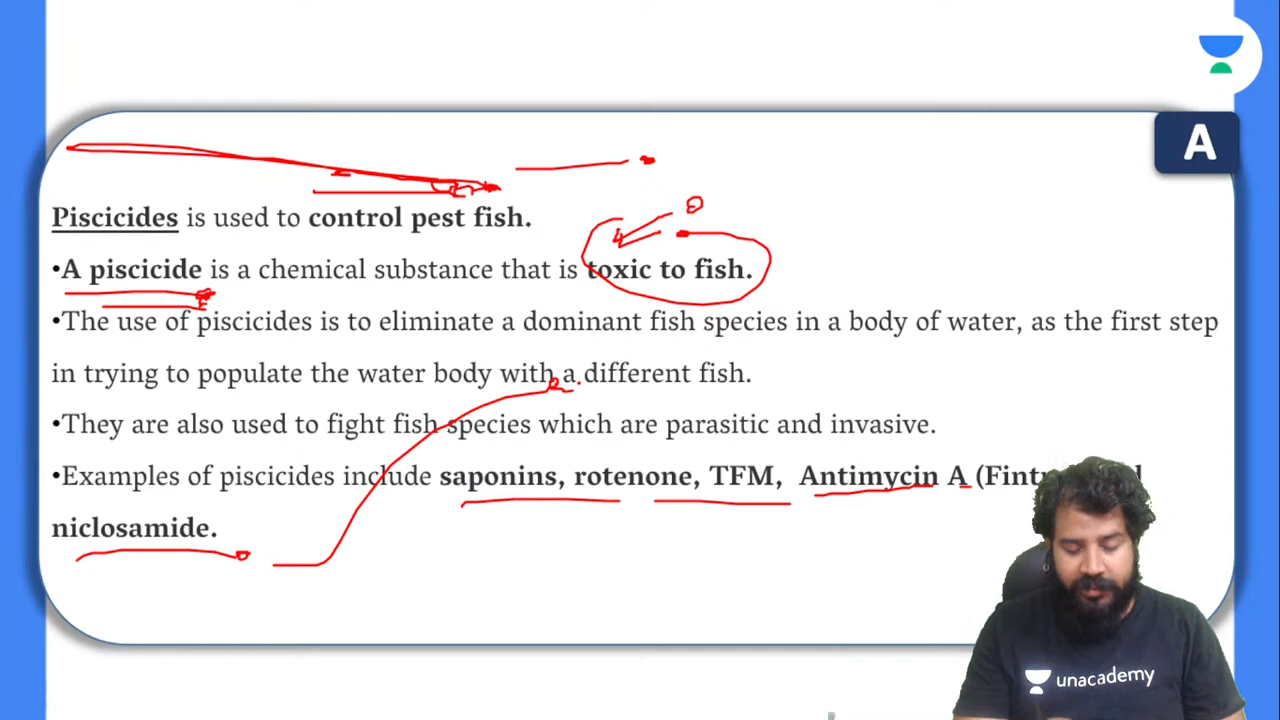 A
Piscicides is used to control pest fish.
•A piscicide is a chemical substance that is toxic to fish.
•The use of piscicides is to eliminate a dominant fish species in a body of water, as the first step
in trying to populate the water body with a different fish.
•They are also used to fight fish species which are parasitic and invasive.
•Examples of piscicides include saponins, rotenone, TFM, Antimycin A
niclosamide.
unacademy